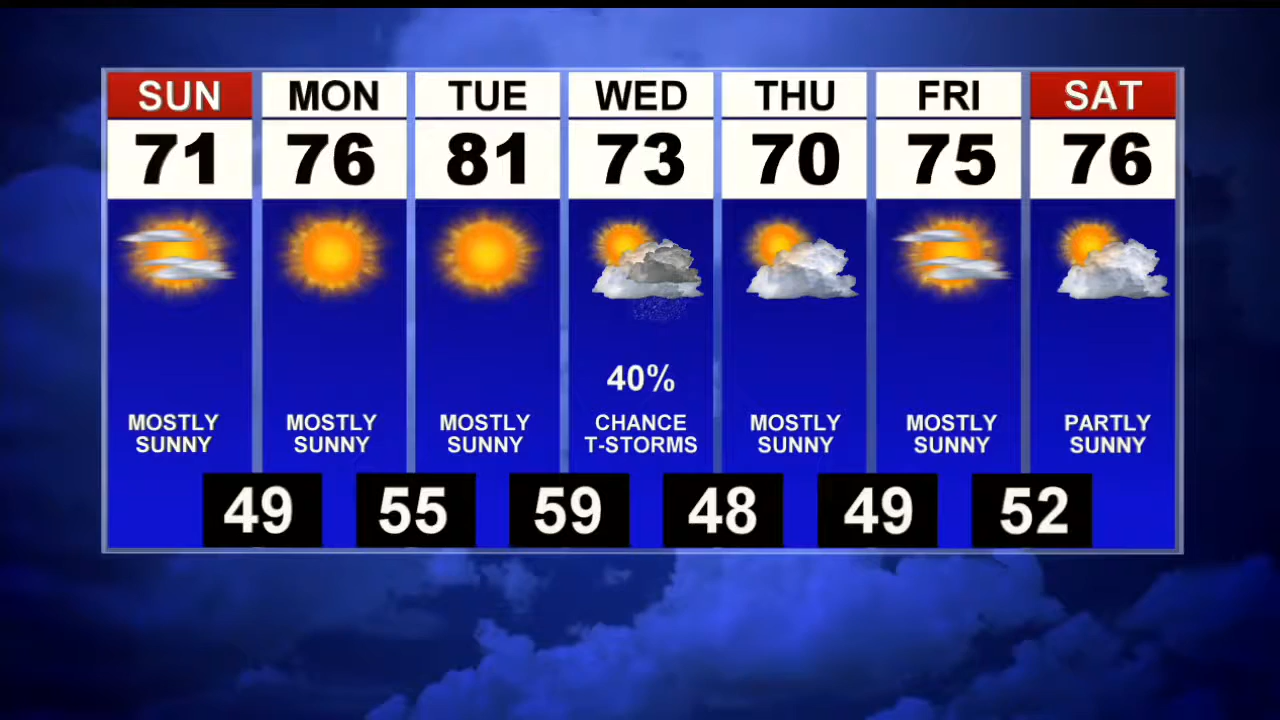 SUN MON TUE WED THU FRI SAT
71 76 81 73 70 75 76
40%
MOSTLY MOSTLY MOSTLY CHANCE MOSTLY MOSTLY PARTLY
SUNNY SUNNY SUNNY T-STORMS SUNNY SUNNY SUNNY
49 55 59 48 49 52